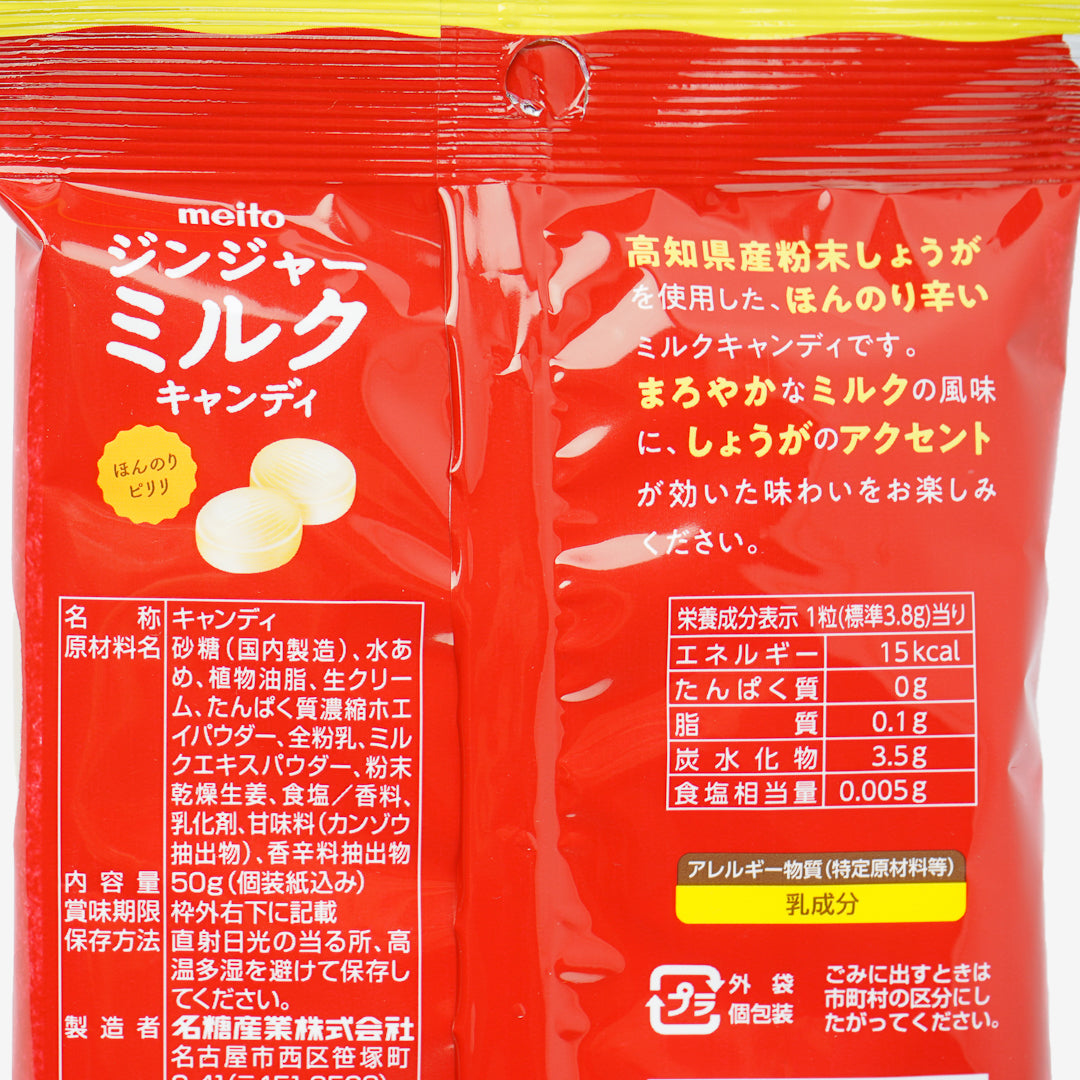 meito
ジンジャー
ミルク
キャンディ
ほんのり
ピリリ
高知県産粉末しょうが
を使用した、ほんのり辛い
ミルクキャンディです。
まろやかなミルクの風味
に、しょうがのアクセント
が効いた味わいをお楽しみ
ください。
名称 キャンディ
原材料名 砂糖(国内製造)、水あ
め、植物油脂、生クリー
ム、たんぱく質濃縮ホエ
イパウダー、全粉乳、ミル
クエキスパウダー、粉末
乾燥生姜、食塩/香料、
乳化剤、甘味料(カンゾウ
抽出物)、香辛料抽出物
内容量 50g(個装紙込み)
賞味期限 枠外右下に記載
保存方法 直射日光の当る所、高
温多湿を避けて保存し
てください。
製造者 名糖産業株式会社
名古屋市西区笹塚町
栄養成分表示 1粒(標準3.8g)当り
エネルギー 15kcal
たんぱく質 0g
脂質 0.1g
炭水化物 3.5g
食塩相当量 0.005g
アレルギー物質(特定原材料等)
乳成分
プラ
外袋
個包装
ごみに出すときは
市町村の区分にし
たがってください。